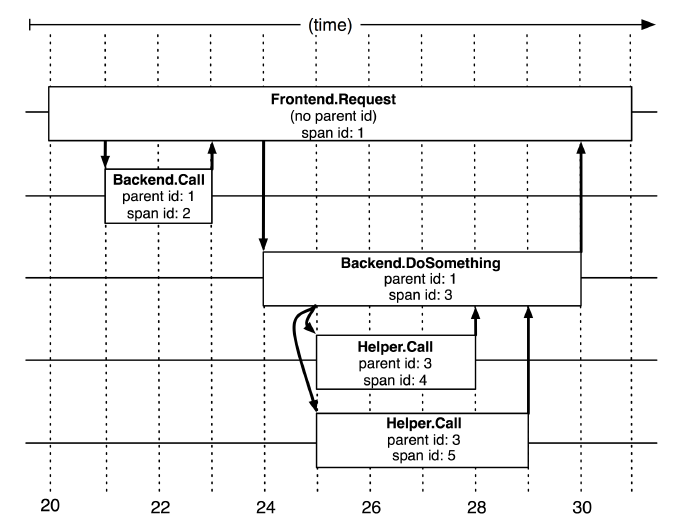 (time)
Frontend.Request
(no parent id)
span id: 1
Backend.Call
parent id: 1
span id: 2
Backend.DoSomething
parent id: 1
span id: 3
Helper.Call
parent id: 3
span id: 4
Helper.Call
parent id: 3
span id: 5
20 22 24 26 28 30